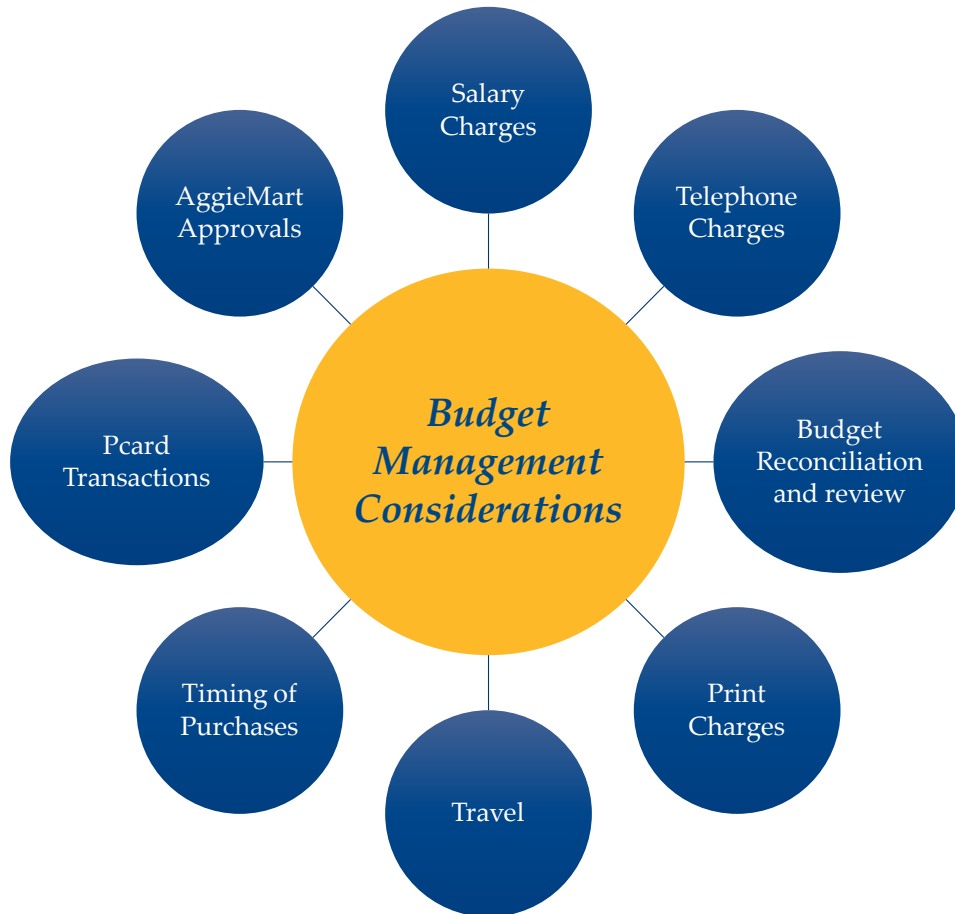 Salary
Charges
Telephone
Charges
Budget
Reconciliation
and review
Print
Charges
Travel
Timing of
Purchases
Pcard
Transactions
AggieMart
Approvals
Budget
Management
Considerations